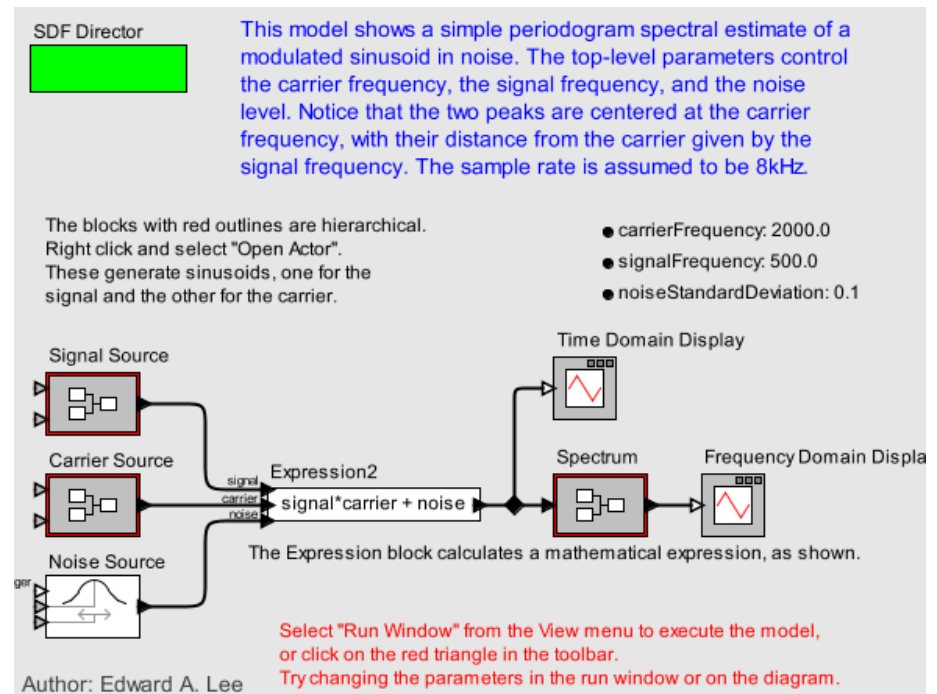 SDF Director
This model shows a simple periodogram spectral estimate of a
modulated sinusoid in noise. The top-level parameters control
the carrier frequency, the signal frequency, and the noise
level. Notice that the two peaks are centered at the carrier
frequency, with their distance from the carrier given by the
signal frequency. The sample rate is assumed to be 8kHz.
The blocks with red outlines are hierarchical.
Right click and select "Open Actor".
These generate sinusoids, one for the
signal and the other for the carrier.
carrierFrequency: 2000.0
signalFrequency: 500.0
noiseStandardDeviation: 0.1
Time Domain Display
Signal Source
Carrier Source
signal
carrier
noise
Expression2
signal*carrier + noise
Spectrum
Frequency Domain Displa
The Expression block calculates a mathematical expression, as shown.
Noise Source
ger
Select "Run Window" from the View menu to execute the model,
or click on the red triangle in the toolbar.
Try changing the parameters in the run window or on the diagram.
Author: Edward A. Lee